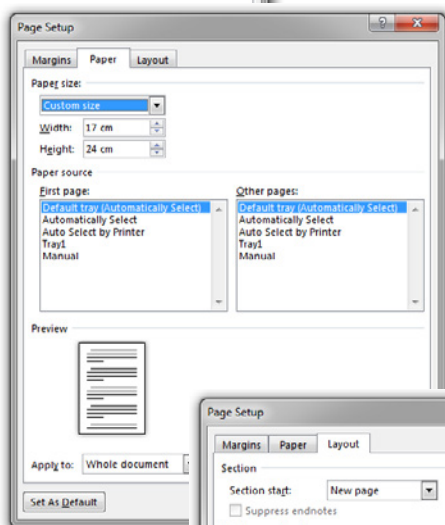 Page Setup
Margins Paper Layout
Paper size:
Custom size
Width: 17 cm
Height: 24 cm
Paper source
First page: Other pages:
Default tray (Automatically Select) Default tray (Automatically Select)
Automatically Select Automatically Select
Auto Select by Printer Auto Select by Printer
Tray1 Tray1
Manual Manual
Preview
Apply to: Whole document
Set As Default
Page Setup
Margins Paper Layout
Section
Section start: New page
Suppress endnotes